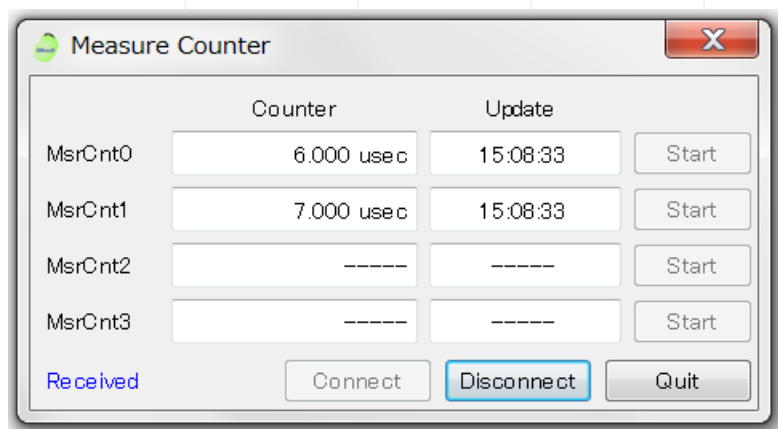 Measure Counter
Counter Update
MsrCnt0 6.000 usec 15:08:33 Start
MsrCnt1 7.000 usec 15:08:33 Start
MsrCnt2 ----- ----- Start
MsrCnt3 ----- ----- Start
Received Connect Disconnect Quit